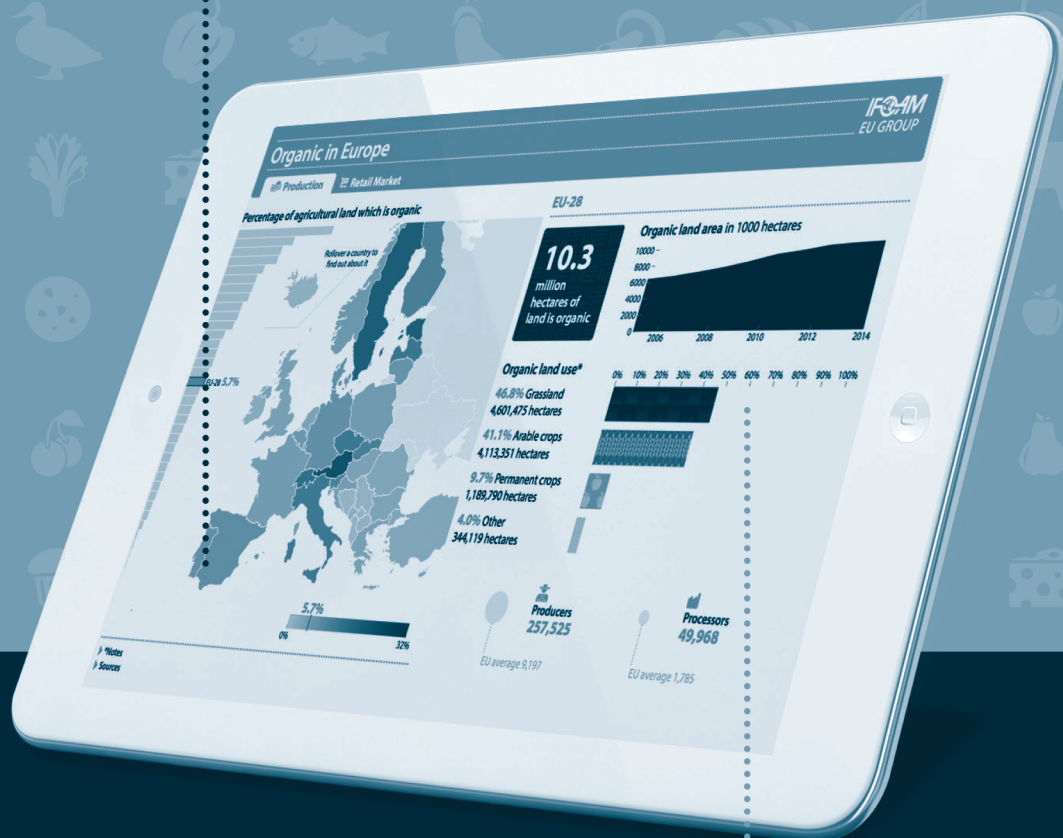 IFOAM
EU GROUP
Organic in Europe
Production
Retail Market
Percentage of agricultural land which is organic
Rollover a country to
find out about it
EU-28 5.7%
5.7%
0%
32%
*Notes
Sources
EU-28
10.3
million
hectares of
land is organic
Organic land area in 1000 hectares
10000
8000
6000
4000
2000
0
2006 2008 2010 2012 2014
Organic land use*
0% 10% 20% 30% 40% 50% 60% 70% 80% 90% 100%
46.8% Grassland
4,601,475 hectares
41.1% Arable crops
4,113,351 hectares
9.7% Permanent crops
1,189,790 hectares
4.0% Other
344,119 hectares
Producers
257,525
EU average 9,197
Processors
49,968
EU average 1,785